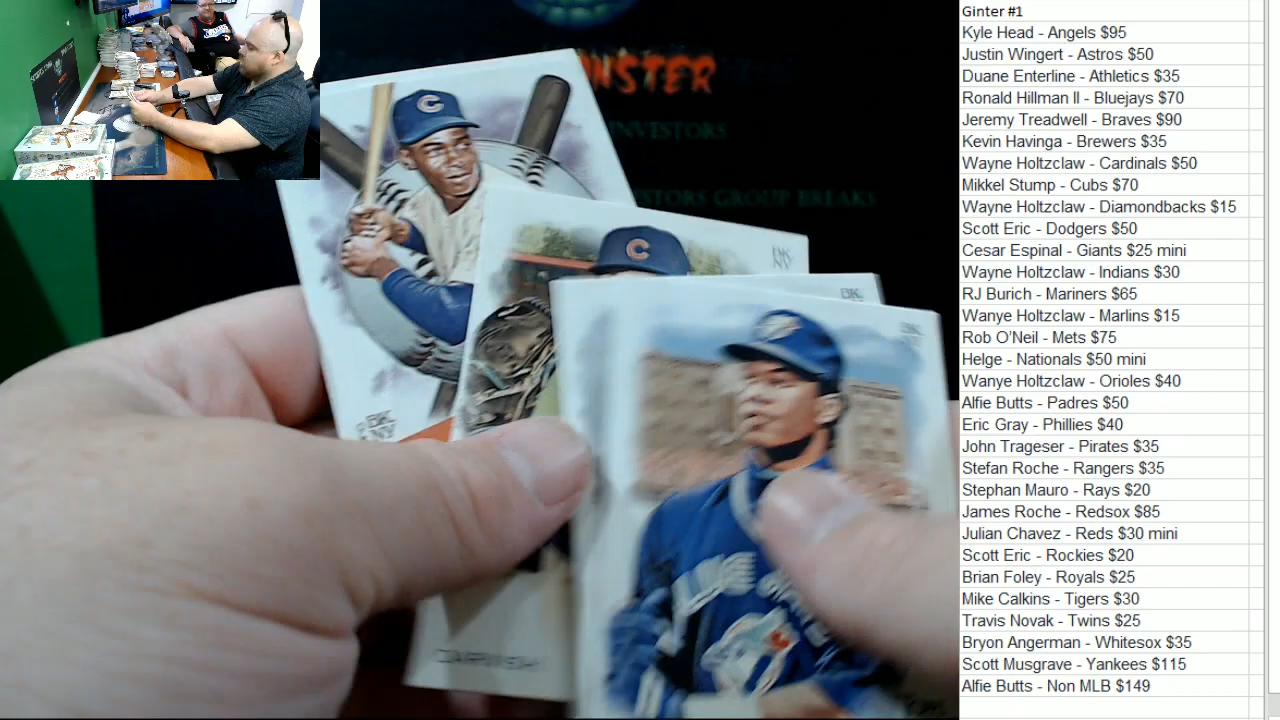 Ginter #1
Kyle Head - Angels $95
Justin Wingert - Astros $50
Duane Enterline - Athletics $35
Ronald Hillman ll - Bluejays $70
Jeremy Treadwell - Braves $90
Kevin Havinga - Brewers $35
Wayne Holtzclaw - Cardinals $50
Mikkel Stump - Cubs $70
Wayne Holtzclaw - Diamondbacks $15
Scott Eric - Dodgers $50
Cesar Espinal - Giants $25 mini
Wayne Holtzclaw - Indians $30
RJ Burich - Mariners $65
Wanye Holtzclaw - Marlins $15
Rob O'Neil - Mets $75
Helge - Nationals $50 mini
Wanye Holtzclaw - Orioles $40
Alfie Butts - Padres $50
Eric Gray - Phillies $40
John Trageser - Pirates $35
Stefan Roche - Rangers $35
Stephan Mauro - Rays $20
James Roche - Redsox $85
Julian Chavez - Reds $30 mini
Scott Eric - Rockies $20
Brian Foley - Royals $25
Mike Calkins - Tigers $30
Travis Novak - Twins $25
Bryon Angerman - Whitesox $35
Scott Musgrave - Yankees $115
Alfie Butts - Non MLB $149
NSTER
INVESTORS
STORS GROUP BREAKS
C
C
BLUE